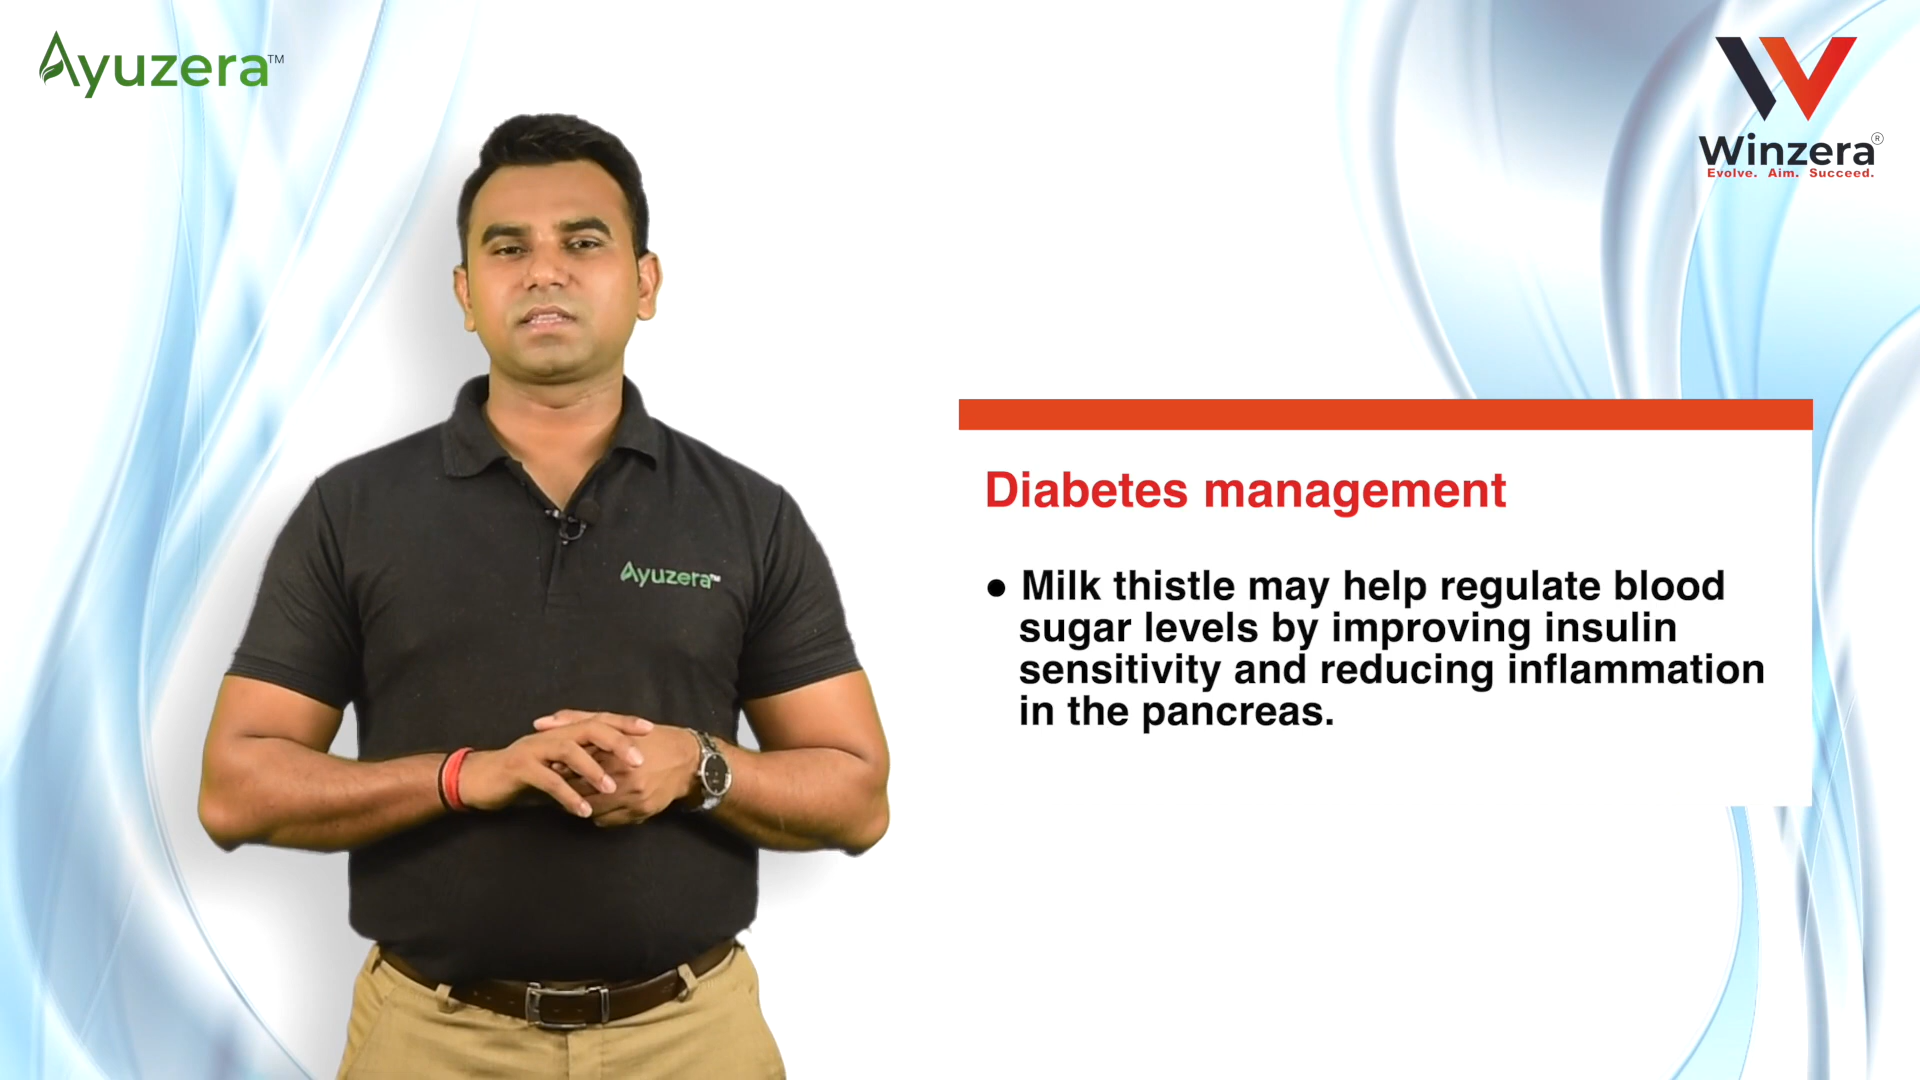 Ayuzera™
Winzera®
Evolve. Aim. Succeed.
Ayuzera™
Diabetes management
● Milk thistle may help regulate blood
sugar levels by improving insulin
sensitivity and reducing inflammation
in the pancreas.